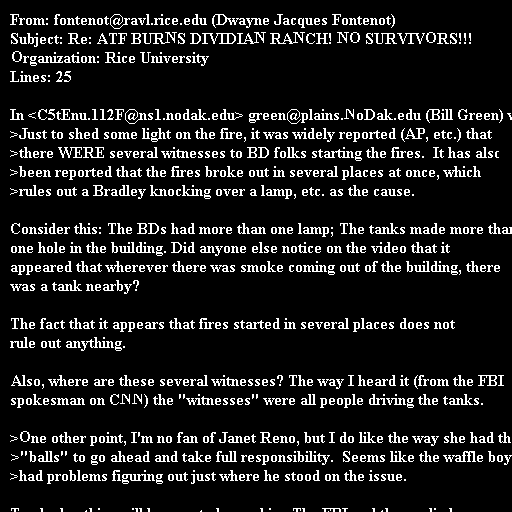 From: fontenot@ravl.rice.edu (Dwayne Jacques Fontenot)
Subject: Re: ATF BURNS DIVIDIAN RANCH! NO SURVIVORS!!!
Organization: Rice University
Lines: 25

In <C5tEnu.112F@ns1.nodak.edu> green@plains.NoDak.edu (Bill Green)
>Just to shed some light on the fire, it was widely reported (AP, etc.) that
>there WERE several witnesses to BD folks starting the fires.  It has also
>been reported that the fires broke out in several places at once, which
>rules out a Bradley knocking over a lamp, etc. as the cause.

Consider this: The BDs had more than one lamp; The tanks made more than
one hole in the building. Did anyone else notice on the video that it
appeared that wherever there was smoke coming out of the building, there
was a tank nearby?

The fact that it appears that fires started in several places does not
rule out anything.

Also, where are these several witnesses? The way I heard it (from the FBI
spokesman on CNN) the "witnesses" were all people driving the tanks.

>One other point, I'm no fan of Janet Reno, but I do like the way she had
>"balls" to go ahead and take full responsibility.  Seems like the waffle boy
>had problems figuring out just where he stood on the issue.